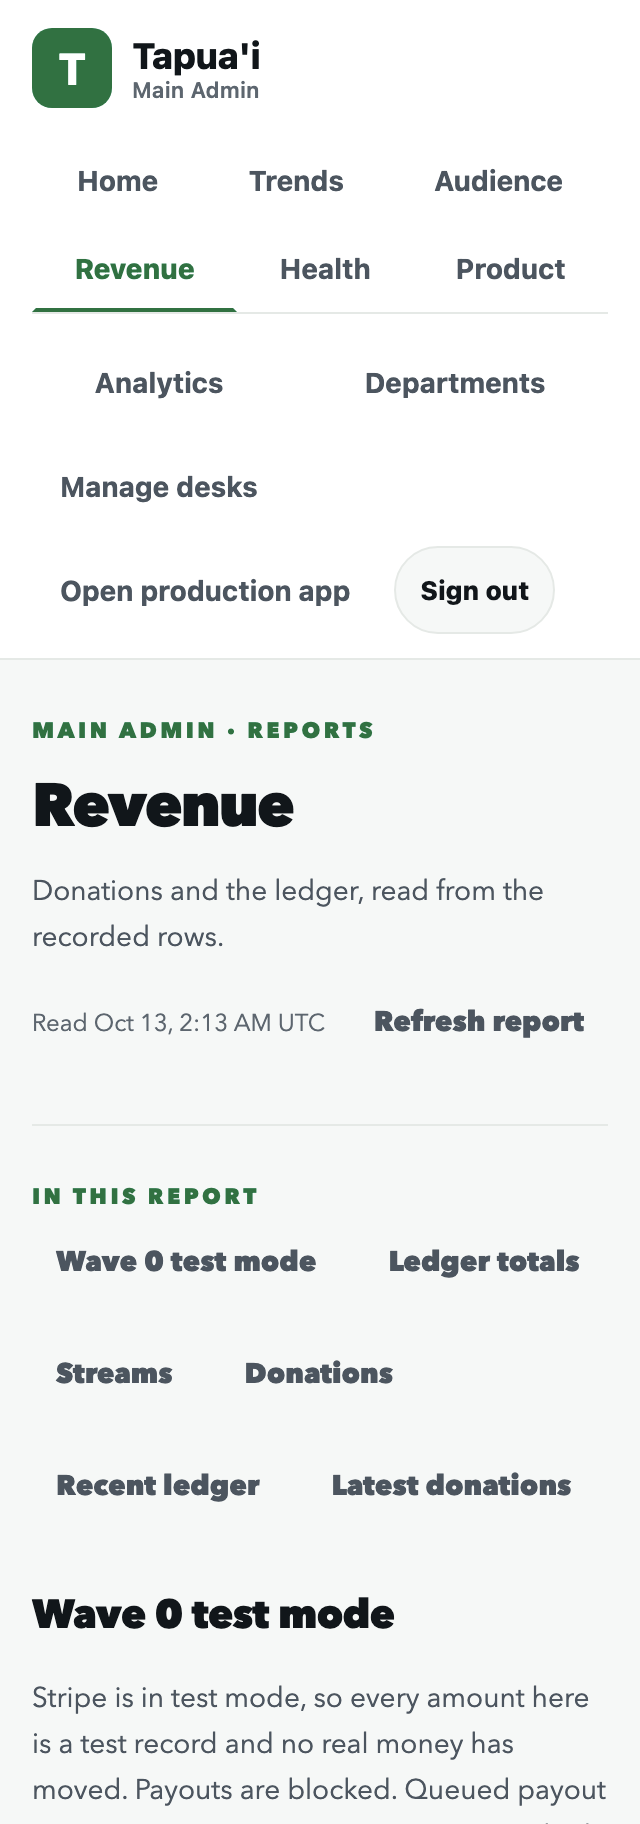 T
Tapua'i
Main Admin
Home Trends Audience
Revenue Health Product
Analytics Departments
Manage desks
Open production app Sign out
MAIN ADMIN • REPORTS
Revenue
Donations and the ledger, read from the
recorded rows.
Read Oct 13, 2:13 AM UTC Refresh report
IN THIS REPORT
Wave 0 test mode Ledger totals
Streams Donations
Recent ledger Latest donations
Wave 0 test mode
Stripe is in test mode, so every amount here
is a test record and no real money has
moved. Payouts are blocked. Queued payout